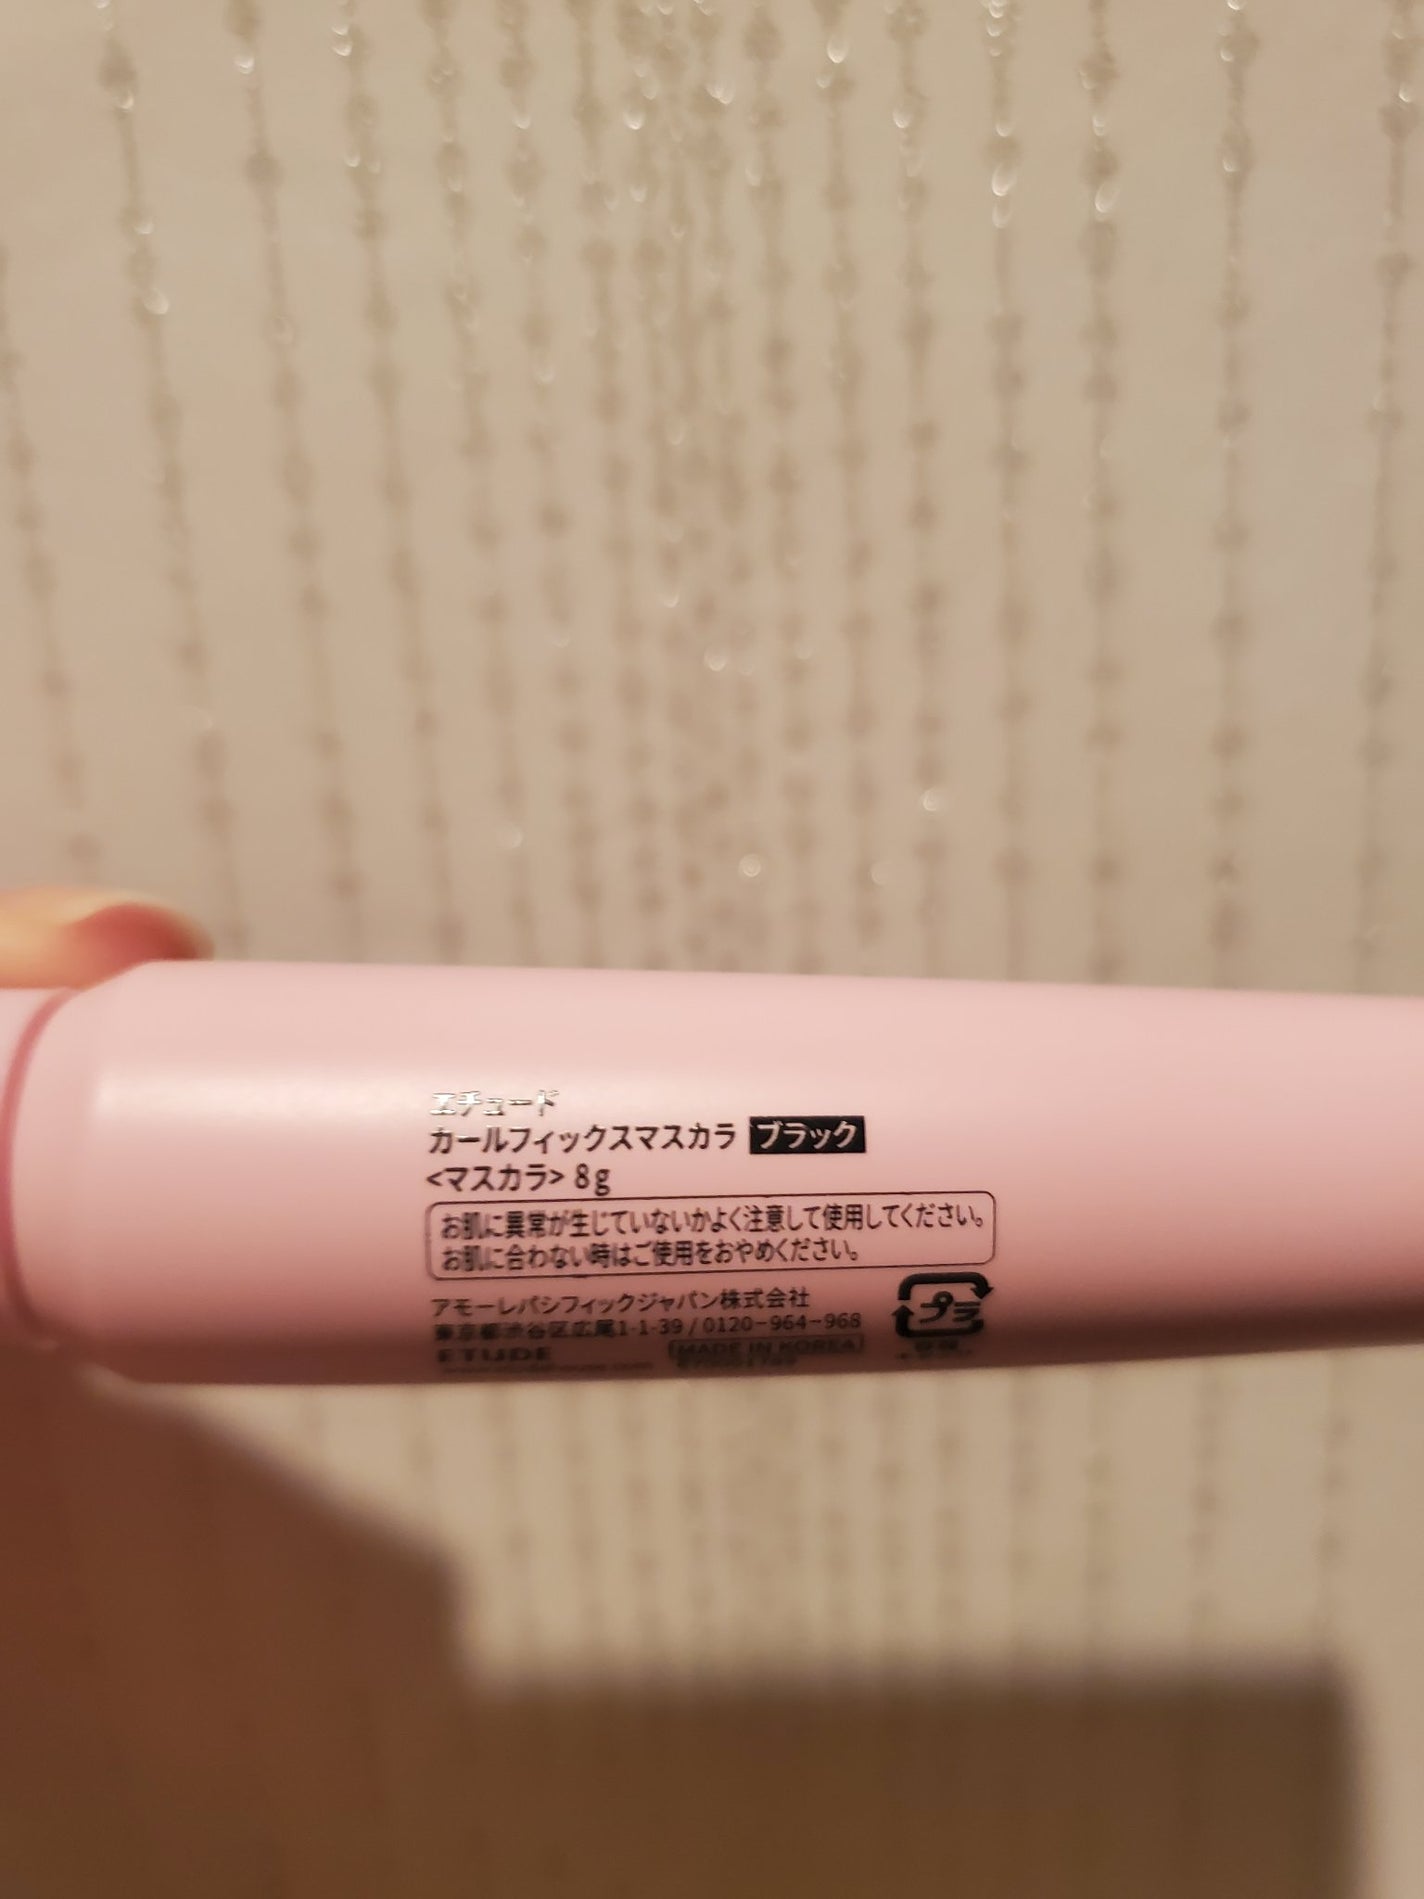 エチュード
カールフィックスマスカラ ブラック
<マスカラ> 8g
お肌に異常が生じていないかよく注意して使用してください。
お肌に合わない時はご使用をおやめください。
アモーレパシフィックジャパン株式会社
東京都渋谷区広尾1-1-39 / 0120-964-968
プラ
ETUDE MADE IN KOREA